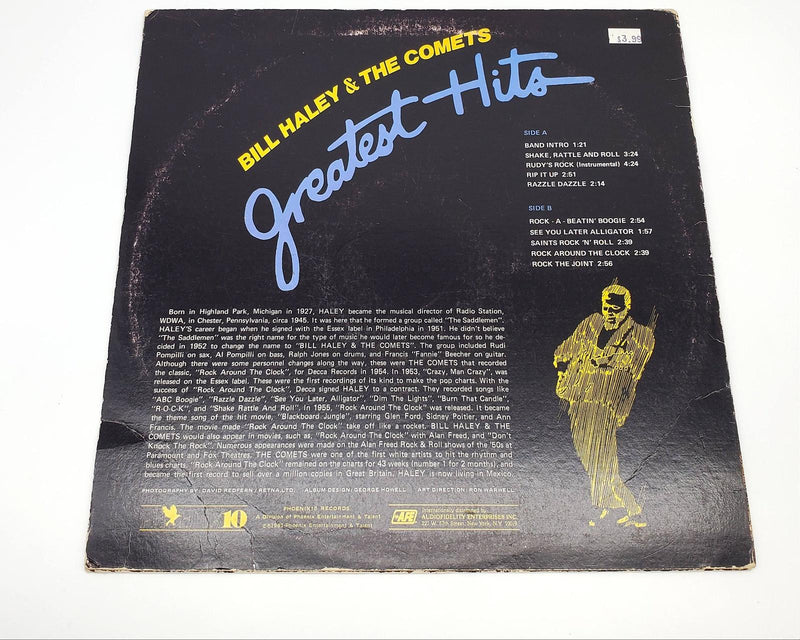 $3.99
BILL HALEY & THE COMETS
Greatest Hits
SIDE A
BAND INTRO 1:21
SHAKE, RATTLE AND ROLL 3:24
RUDY'S ROCK (Instrumental) 4:24
RIP IT UP 2:51
RAZZLE DAZZLE 2:14
SIDE B
ROCK - A - BEATIN' BOOGIE 2:54
SEE YOU LATER ALLIGATOR 1:57
SAINTS ROCK 'N' ROLL 2:39
ROCK AROUND THE CLOCK 2:39
ROCK THE JOINT 2:56
Born in Highland Park, Michigan in 1927, HALEY became the musical director of Radio Station,
WDWA, in Chester, Pennsylvania, circa 1945. It was here that he formed a group called "The Saddlemen".
HALEY'S career began when he signed with the Essex label in Philadelphia in 1951. He didn't believe
"The Saddlemen" was the right name for the type of music he would later become famous for so he de-
cided in 1952 to change the name to "BILL HALEY & THE COMETS". The group included Rudi
Pompilli on sax, Al Pompilli on bass, Ralph Jones on drums, and Francis "Fannie" Beecher on guitar.
Although there were some personnel changes along the way, these were THE COMETS that recorded
the classic, "Rock Around the Clock", for Decca Records in 1954. In 1953, "Crazy, Man Crazy", was
released on the Essex label. These were the first recordings of its kind to make the pop charts. With the
success of "Rock Around the Clock", Decca signed HALEY to a contract. They recorded songs like
"ABC Boogie", "Razzle Dazzle", "See You Later, Alligator", "Dim The Lights", "Burn That Candle",
"R-O-C-K", and "Shake Rattle And Roll". In 1955, "Rock Around The Clock" was released. It became
the theme song of the hit movie, "Blackboard Jungle", starring Glen Ford, Sidney Poitier, and Ann
Francis. The movie made "Rock Around The Clock" take off like a rocket. BILL HALEY & THE
COMETS would also appear in movies, such as, "Rock Around the Clock" with Alan Freed, and "Don't
Knock The Rock". Numerous appearances were made on the Alan Freed Rock & Roll shows of the '50s at
Paramount and Fox Theatres. THE COMETS were one of the first white artists to hit the rhythm and
blues charts. "Rock Around the Clock" remained on the charts for 43 weeks (number 1 for 2 months), and
became the first record to sell over a million copies in Great Britain. HALEY is now living in Mexico.
PHOTOGRAPHY BY: DAVID REDFERN / RETNA, LTD. ALBUM DESIGN: GEORGE HOWELL ART DIRECTION: RON WARWELL
10
PHOENIX 10 RECORDS
A Division of Phoenix Entertainment & Talent
Phoenix Entertainment & Talent
AFE
Internationally distributed by
AUDIOFIDELITY ENTERPRISES INC.
221 W. 57th Street, New York, N.Y. 10019